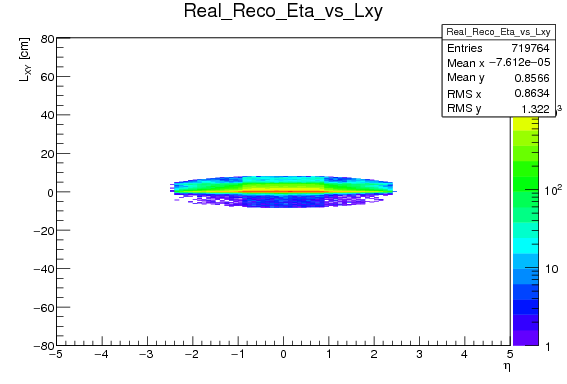 Real_Reco_Eta_vs_Lxy
Real_Reco_Eta_vs_Lxy
Entries 719764
Mean x −7.612e−05
Mean y 0.8566
RMS x 0.8634
RMS y 1.322
L_XY [cm]
80
60
40
20
0
−20
−40
−60
−80
−5 −4 −3 −2 −1 0 1 2 3 4 5
η
3
10²
10
1